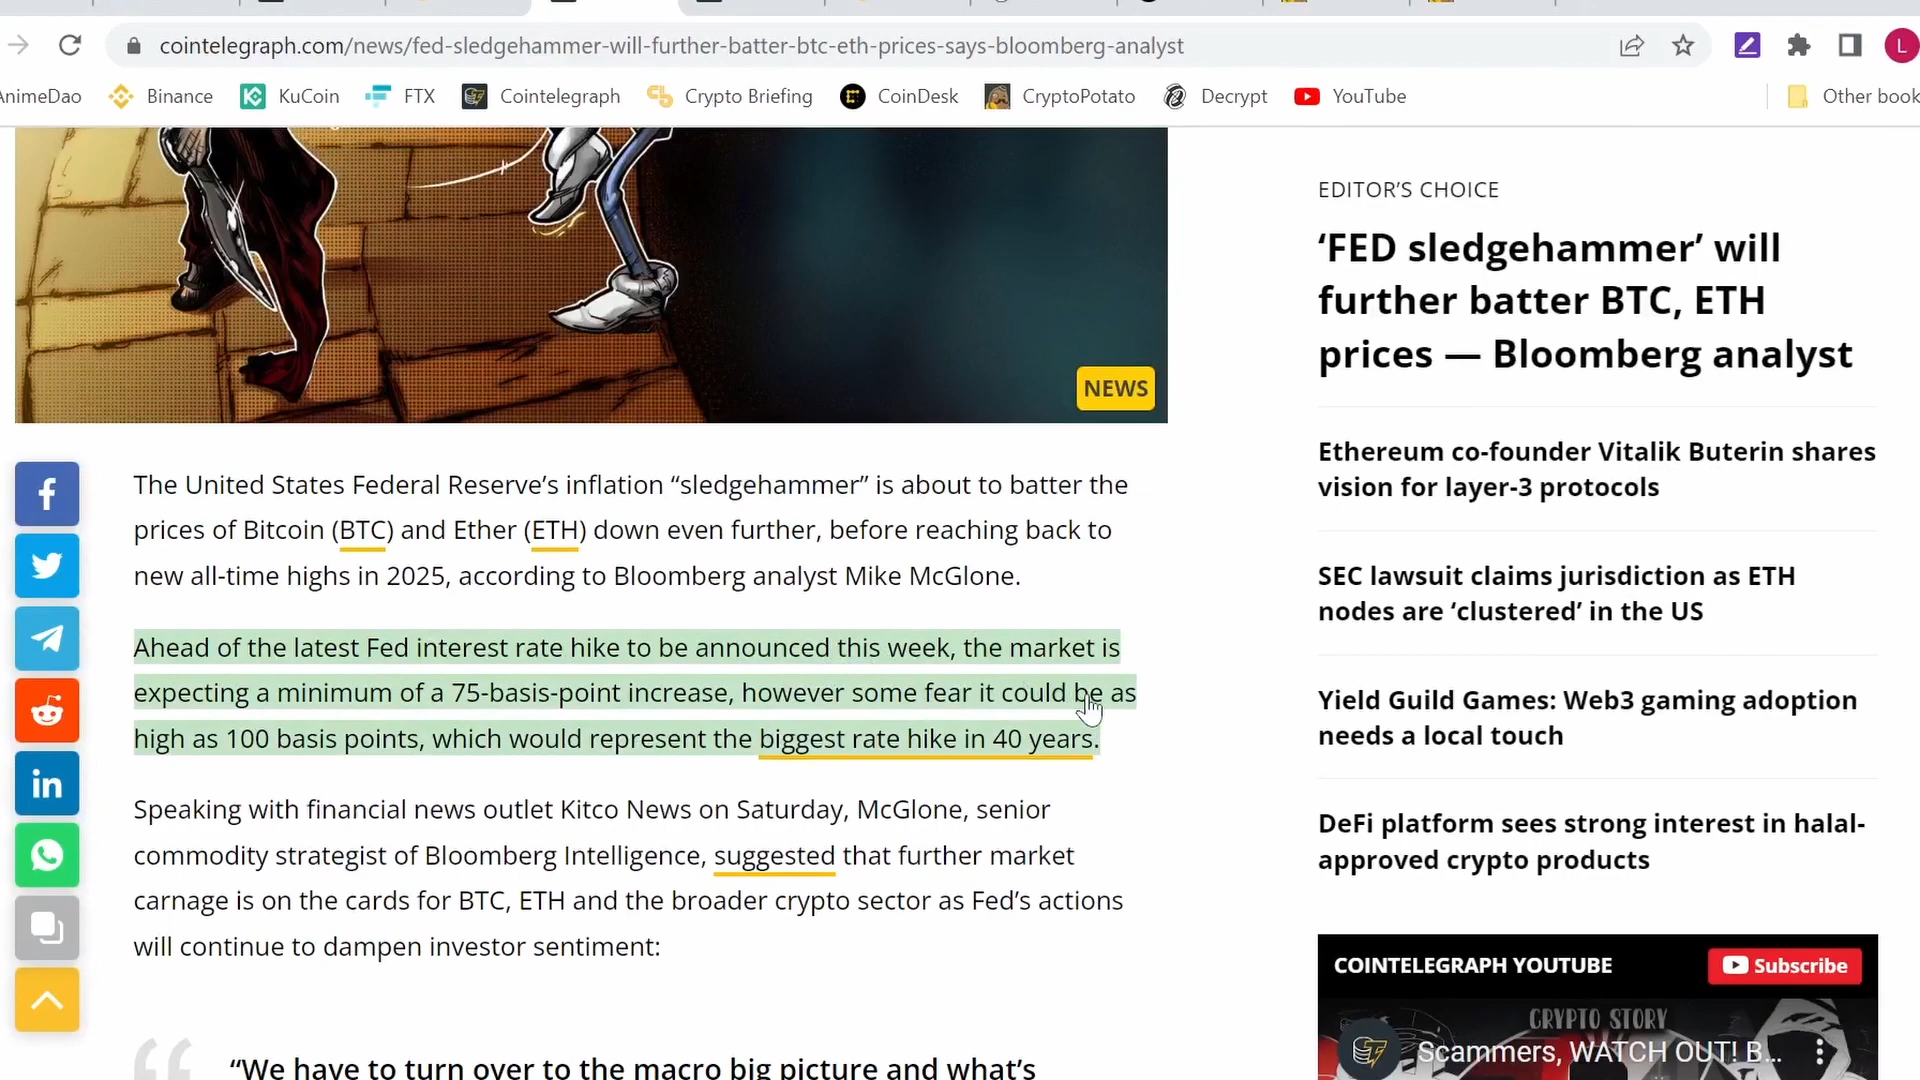 cointelegraph.com/news/fed-sledgehammer-will-further-batter-btc-eth-prices-says-bloomberg-analyst
L
AnimeDao Binance KuCoin FTX Cointelegraph Crypto Briefing CoinDesk CryptoPotato Decrypt YouTube Other book
NEWS
The United States Federal Reserve’s inflation “sledgehammer” is about to batter the
prices of Bitcoin (BTC) and Ether (ETH) down even further, before reaching back to
new all-time highs in 2025, according to Bloomberg analyst Mike McGlone.
Ahead of the latest Fed interest rate hike to be announced this week, the market is
expecting a minimum of a 75-basis-point increase, however some fear it could be as
high as 100 basis points, which would represent the biggest rate hike in 40 years.
Speaking with financial news outlet Kitco News on Saturday, McGlone, senior
commodity strategist of Bloomberg Intelligence, suggested that further market
carnage is on the cards for BTC, ETH and the broader crypto sector as Fed’s actions
will continue to dampen investor sentiment:
“We have to turn over to the macro big picture and what’s
EDITOR’S CHOICE
‘FED sledgehammer’ will
further batter BTC, ETH
prices — Bloomberg analyst
Ethereum co-founder Vitalik Buterin shares
vision for layer-3 protocols
SEC lawsuit claims jurisdiction as ETH
nodes are ‘clustered’ in the US
Yield Guild Games: Web3 gaming adoption
needs a local touch
DeFi platform sees strong interest in halal-
approved crypto products
COINTELEGRAPH YOUTUBE Subscribe
CRYPTO STORY
Scammers, WATCH OUT! B...